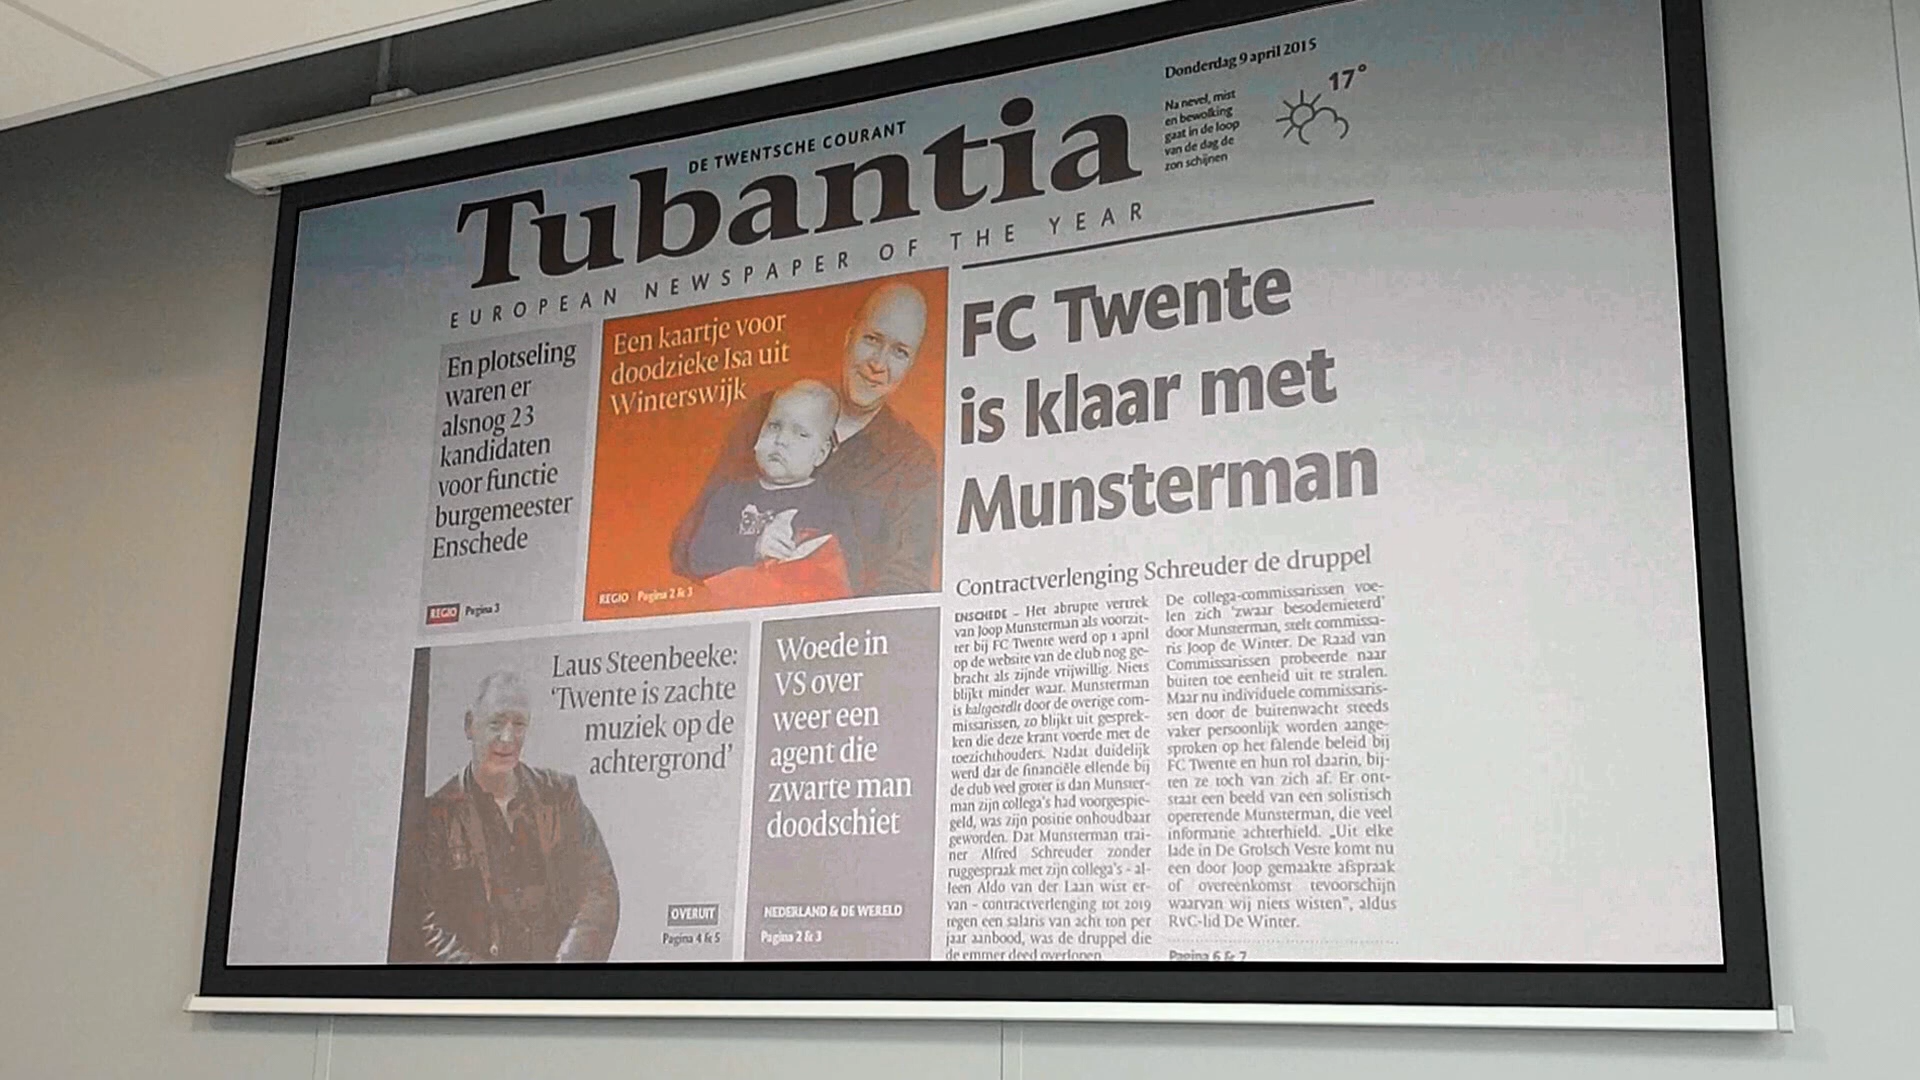 Donderdag 9 april 2015
17°
Na nevel, mist
en bewolking
gaat in de loop
van de dag de
zon schijnen
DE TWENTSCHE COURANT
Tubantia
EUROPEAN NEWSPAPER OF THE YEAR
En plotseling
waren er
alsnog 23
kandidaten
voor functie
burgemeester
Enschede
REGIO Pagina 3
Een kaartje voor
doodzieke Isa uit
Winterswijk
REGIO Pagina 2 & 3
Laus Steenbeeke:
‘Twente is zachte
muziek op de
achtergrond’
OVERUIT
Pagina 4 & 5
Woede in
VS over
weer een
agent die
zwarte man
doodschiet
NEDERLAND & DE WERELD
Pagina 2 & 3
FC Twente
is klaar met
Munsterman
Contractverlenging Schreuder de druppel
ENSCHEDE – Het abrupte vertrek
van Joop Munsterman als voorzit-
ter bij FC Twente werd op 1 april
op de website van de club nog ge-
bracht als zijnde vrijwillig. Niets
blijkt minder waar. Munsterman
is kaltgestellt door de overige com-
missarissen, zo blijkt uit gesprek-
ken die deze krant voerde met de
toezichthouders. Nadat duidelijk
werd dat de financiële ellende bij
de club veel groter is dan Munster-
man zijn collega's had voorgespie-
geld, was zijn positie onhoudbaar
geworden. Dat Munsterman trai-
ner Alfred Schreuder zonder
ruggespraak met zijn collega's - al-
leen Aldo van der Laan wist er-
van - contractverlenging tot 2019
tegen een salaris van acht ton per
jaar aanbood, was de druppel die
de emmer deed overlopen
De collega-commissarissen voe-
len zich ‘zwaar besodemieterd’
door Munsterman, stelt commissa-
ris Joop de Winter. De Raad van
Commissarissen probeerde naar
buiten toe eenheid uit te stralen.
Maar nu individuele commissaris-
sen door de buitenwacht steeds
vaker persoonlijk worden aange-
sproken op het falende beleid bij
FC Twente en hun rol daarin, bij-
ten ze toch van zich af. Er ont-
staat een beeld van een solistisch
opererende Munsterman, die veel
informatie achterhield. „Uit elke
lade in De Grolsch Veste komt nu
een door Joop gemaakte afspraak
of overeenkomst tevoorschijn
waarvan wij niets wisten”, aldus
RvC-lid De Winter.
Pagina 6 & 7